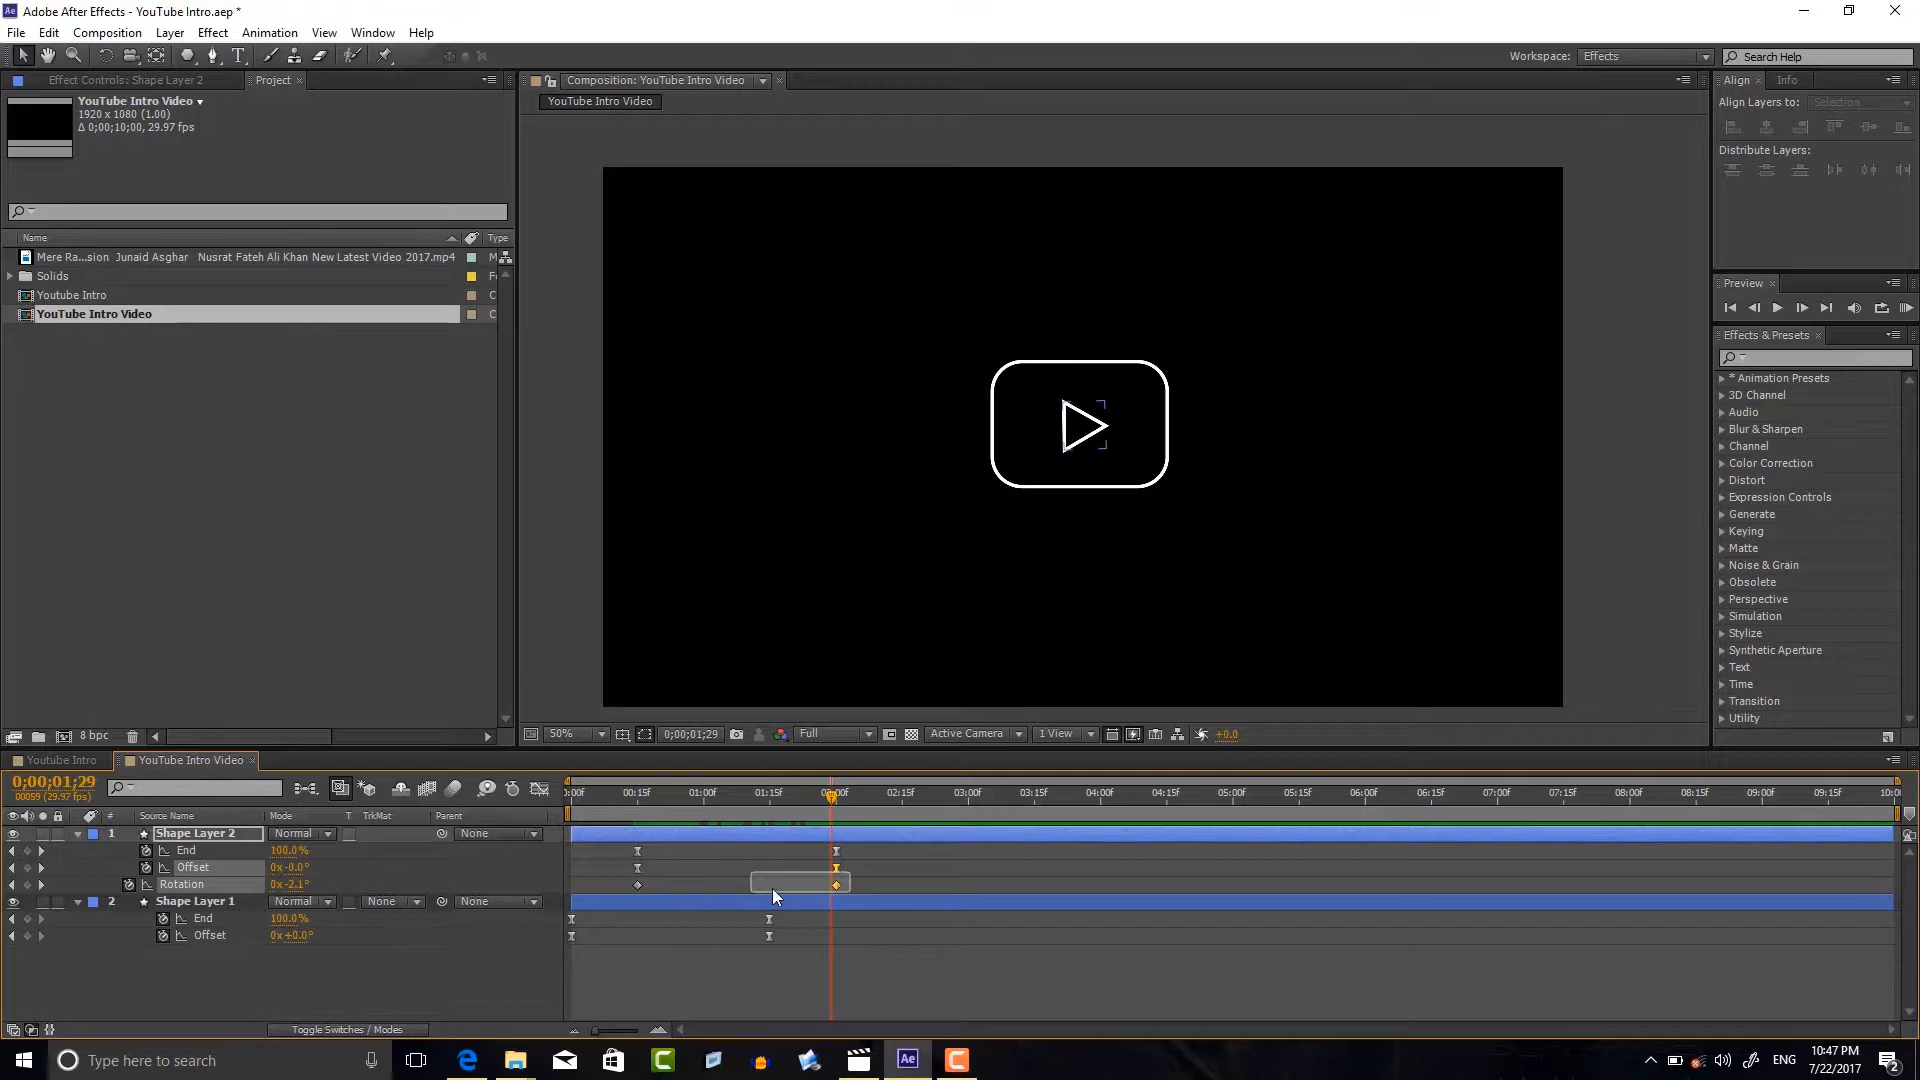 Adobe After Effects - YouTube Intro.aep *
File Edit Composition Layer Effect Animation View Window Help
Workspace: Effects Search Help
Effect Controls: Shape Layer 2 Project
YouTube Intro Video
1920 x 1080 (1.00)
Δ 0;00;10;00, 29.97 fps
Name Type
Mere Ra...sion Junaid Asghar Nusrat Fateh Ali Khan New Latest Video 2017.mp4
Solids
Youtube Intro
YouTube Intro Video
8 bpc
Composition: YouTube Intro Video
YouTube Intro Video
50% 0;00;01;29 Full Active Camera 1 View +0.0
Align Info
Align Layers to: Selection
Distribute Layers:
Preview
Effects & Presets
* Animation Presets
3D Channel
Audio
Blur & Sharpen
Channel
Color Correction
Distort
Expression Controls
Generate
Keying
Matte
Noise & Grain
Obsolete
Perspective
Simulation
Stylize
Synthetic Aperture
Text
Time
Transition
Utility
Youtube Intro YouTube Intro Video
0;00;01;29
00059 (29.97 fps)
:00f 00:15f 01:00f 01:15f 02:00f 02:15f 03:00f 03:15f 04:00f 04:15f 05:00f 05:15f 06:00f 06:15f 07:00f 07:15f 08:00f 08:15f 09:00f 09:15f 10:0
# Source Name Mode T TrkMat Parent
1 Shape Layer 2 Normal None
End 100.0%
Offset 0x-0.0°
Rotation 0x-2.1°
2 Shape Layer 1 Normal None None
End 100.0%
Offset 0x+0.0°
Toggle Switches / Modes
Type here to search
Ae
ENG
10:47 PM
7/22/2017
2